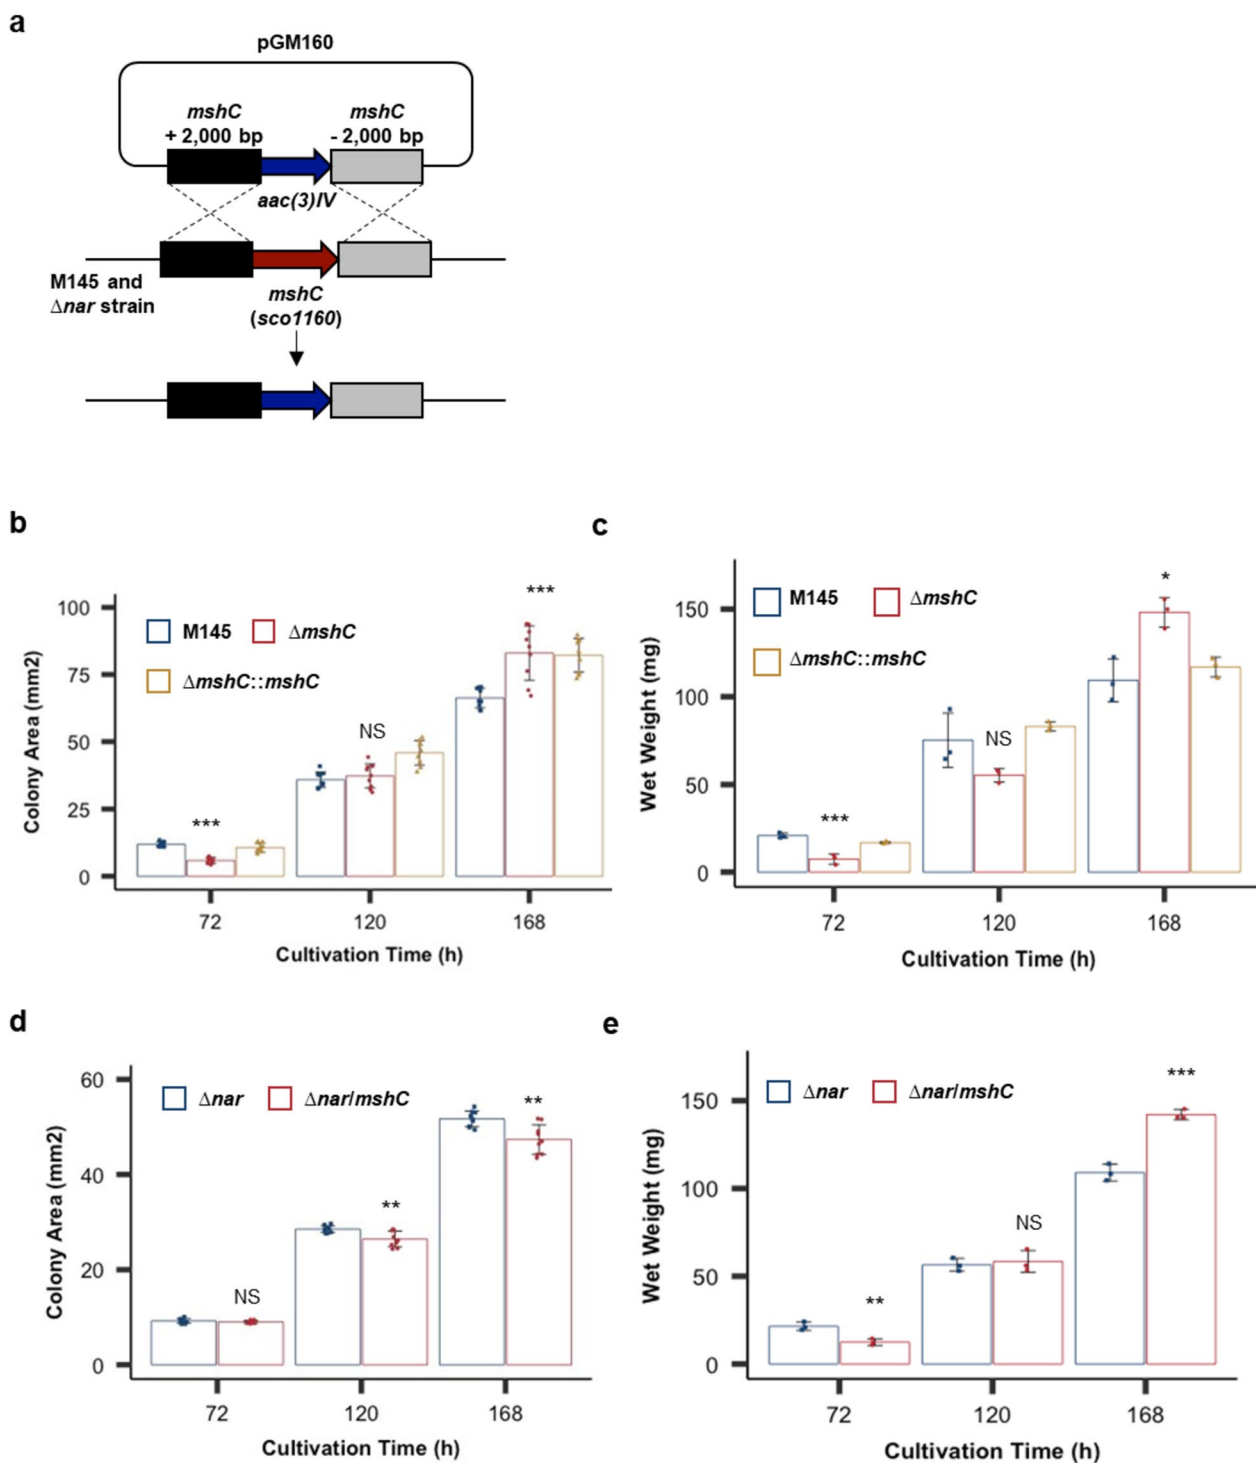 a
pGM160
mshC
+ 2,000 bp
mshC
- 2,000 bp
aac(3)IV
M145 and
Δnar strain
mshC
(sco1160)
b
Colony Area (mm2)
100
75
50
25
0
M145
ΔmshC
ΔmshC::mshC
***
NS
***
72
120
168
Cultivation Time (h)
c
Wet Weight (mg)
150
100
50
0
M145
ΔmshC
ΔmshC::mshC
***
NS
*
72
120
168
Cultivation Time (h)
d
Colony Area (mm2)
60
40
20
0
Δnar
Δnar/mshC
NS
**
**
72
120
168
Cultivation Time (h)
e
Wet Weight (mg)
150
100
50
0
Δnar
Δnar/mshC
**
NS
***
72
120
168
Cultivation Time (h)